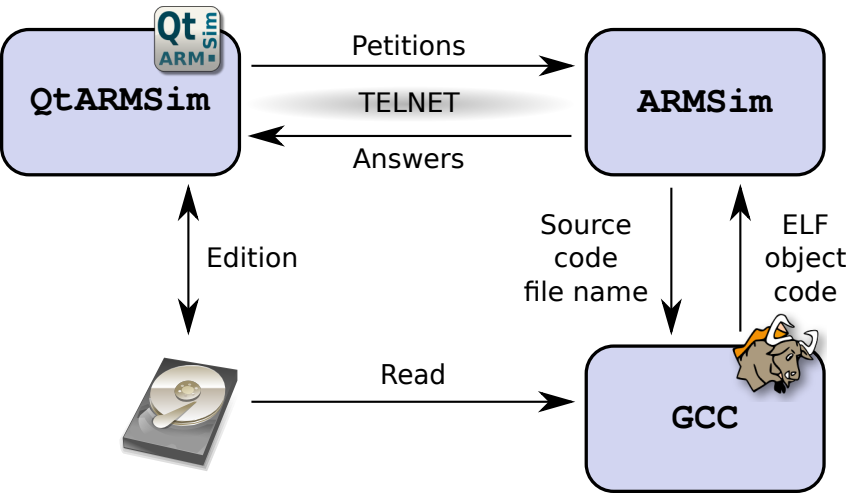 Qt
Sim
ARM
QtARMSim
Petitions
TELNET
Answers
ARMSim
Edition
Source
code
file name
ELF
object
code
Read
GCC